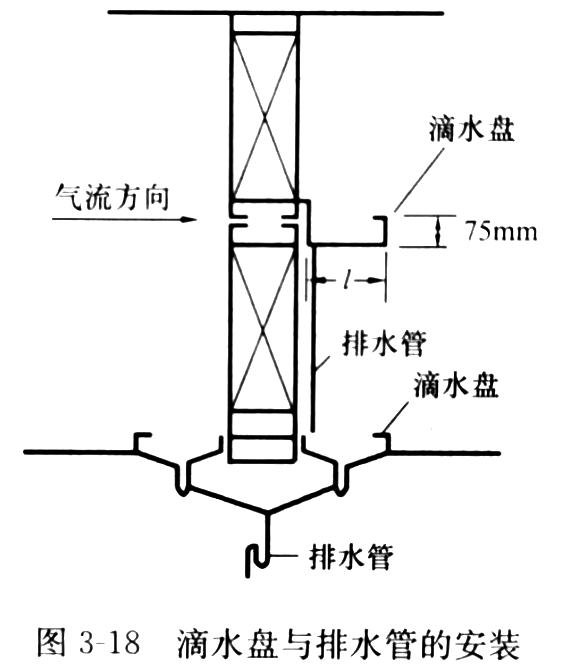 滴水盘
气流方向
75mm
l
排水管
滴水盘
排水管
图 3-18 滴水盘与排水管的安装